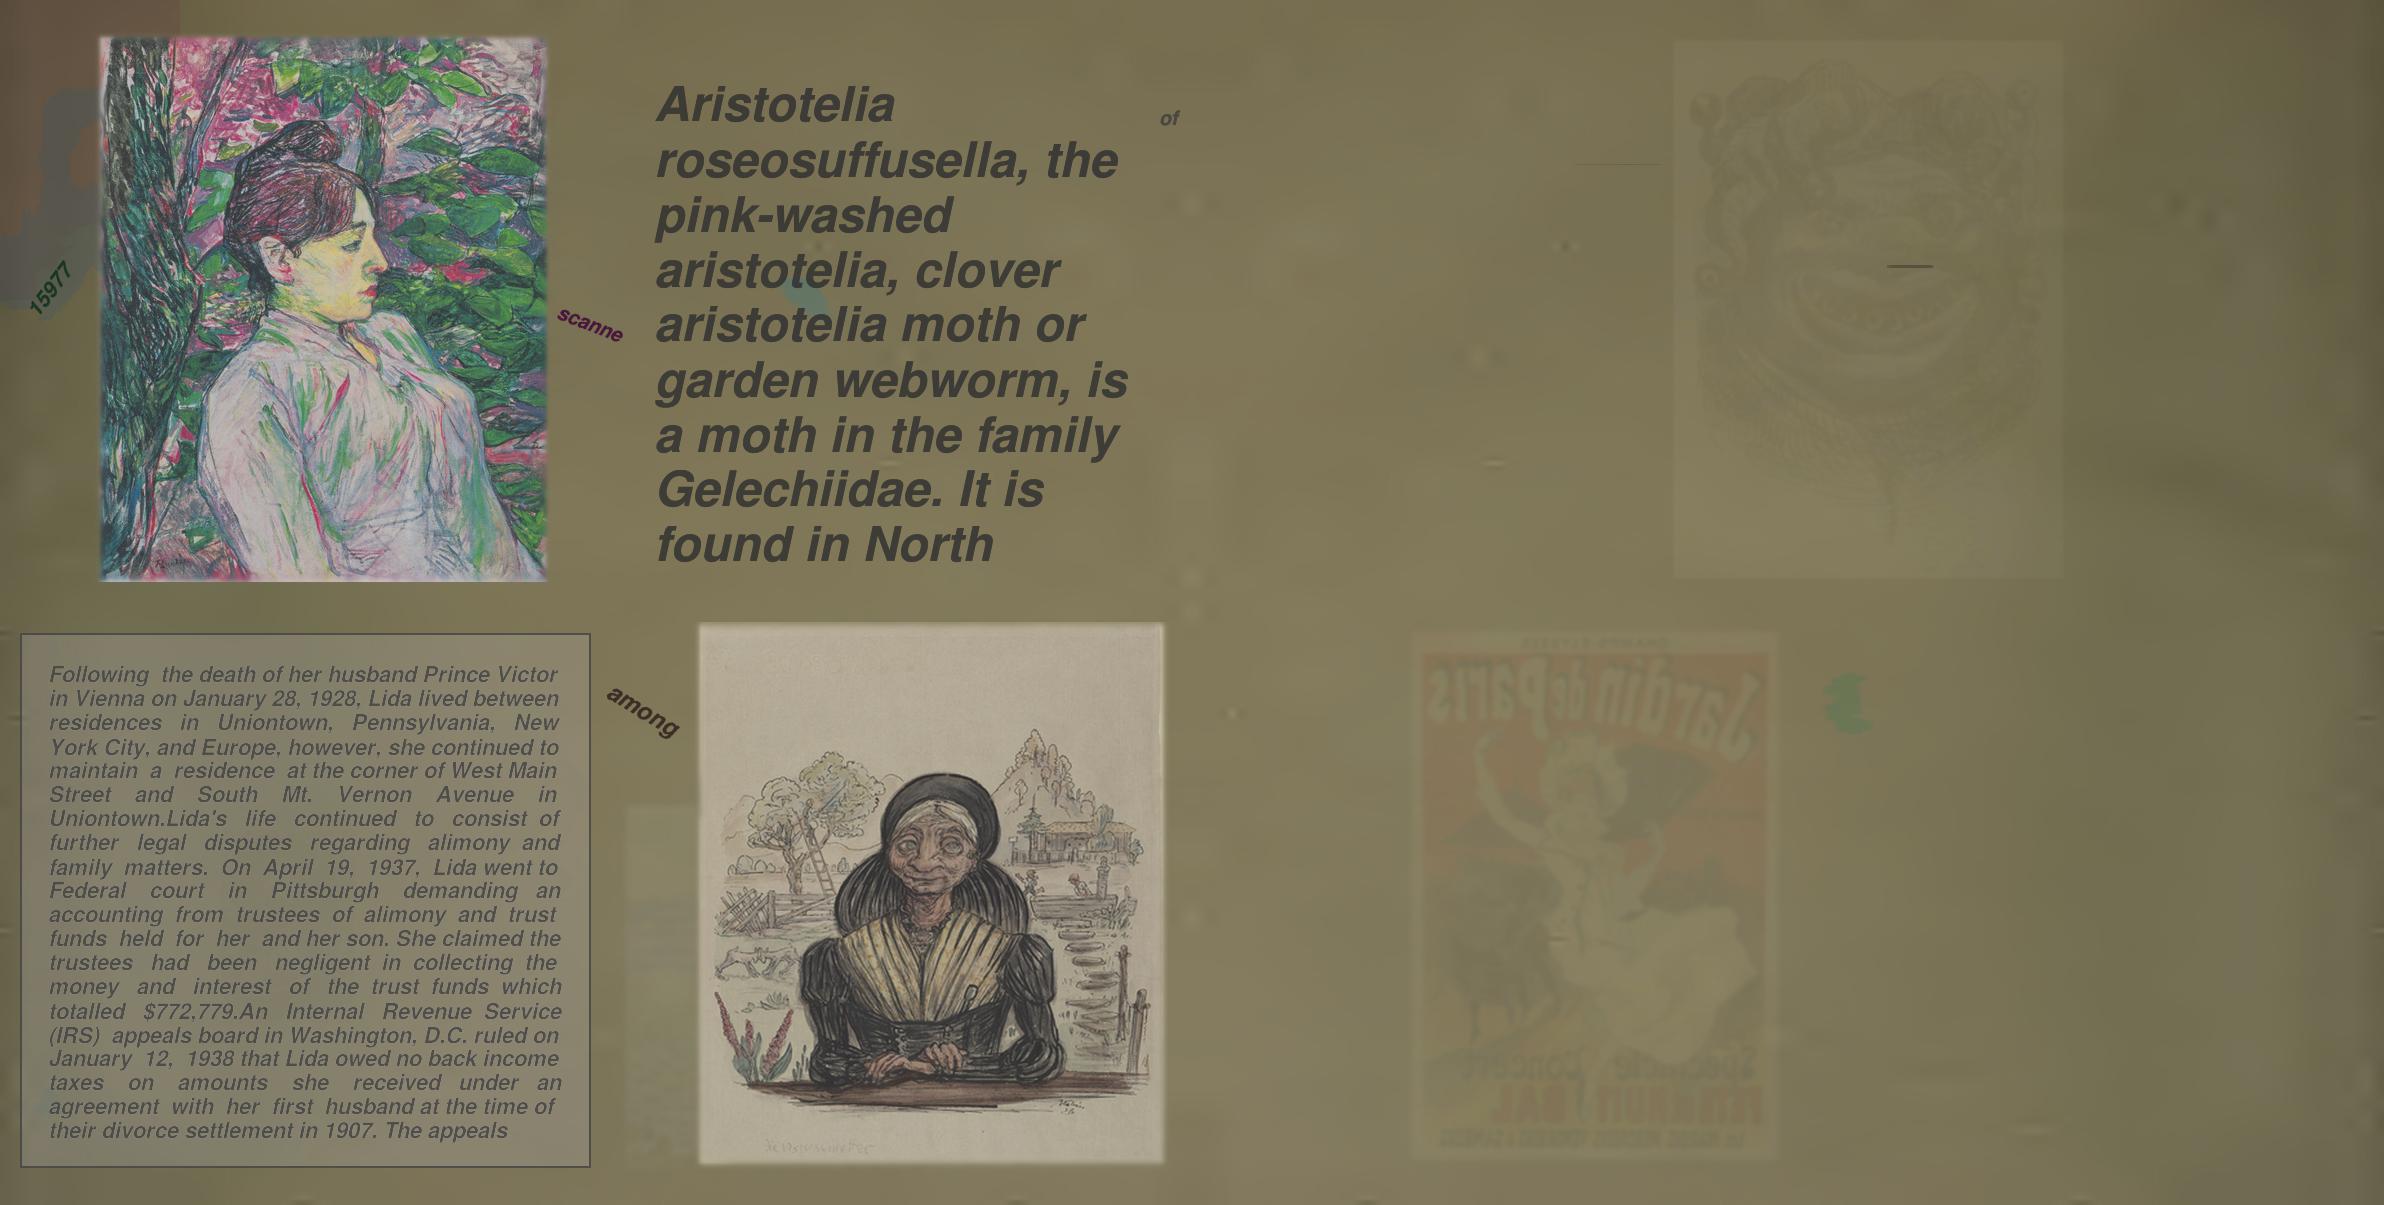 Aristotelia
roseosuffusella, the
pink-washed
aristotelia, clover
aristotelia moth or
garden webworm, is
a moth in the family
Gelechiidae. It is
found in North
of
15977
scanne
Following the death of her husband Prince Victor
in Vienna on January 28, 1928, Lida lived between
residences in Uniontown, Pennsylvania, New
York City, and Europe, however, she continued to
maintain a residence at the corner of West Main
Street and South Mt. Vernon Avenue in
Uniontown.Lida's life continued to consist of
further legal disputes regarding alimony and
family matters. On April 19, 1937, Lida went to
Federal court in Pittsburgh demanding an
accounting from trustees of alimony and trust
funds held for her and her son. She claimed the
trustees had been negligent in collecting the
money and interest of the trust funds which
totalled $772,779.An Internal Revenue Service
(IRS) appeals board in Washington, D.C. ruled on
January 12, 1938 that Lida owed no back income
taxes on amounts she received under an
agreement with her first husband at the time of
their divorce settlement in 1907. The appeals
among
Jardin de Paris
Spectacle Concert
BAL